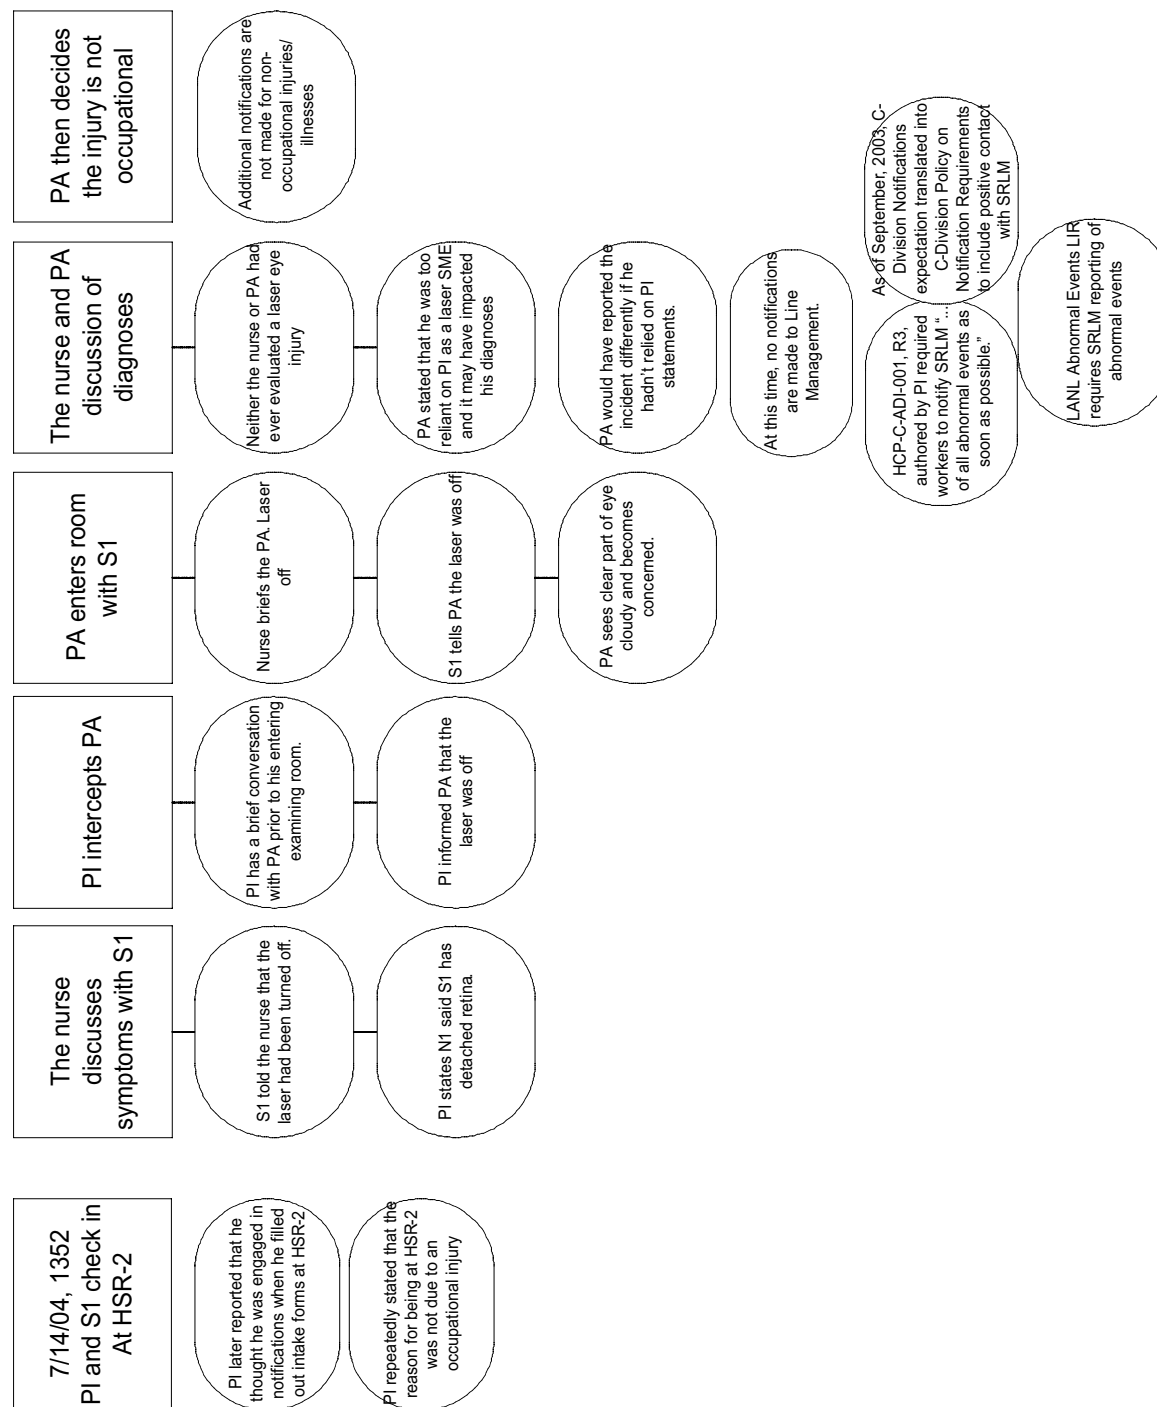 7/14/04, 1352
PI and S1 check in
At HSR-2
PI later reported that he
thought he was engaged in
notifications when he filled
out intake forms at HSR-2
PI repeatedly stated that the
reason for being at HSR-2
was not due to an
occupational injury
The nurse
discusses
symptoms with S1
S1 told the nurse that the
laser had been turned off.
PI states N1 said S1 has
detached retina.
PI intercepts PA
PI has a brief conversation
with PA prior to his entering
examining room.
PI informed PA that the
laser was off
PA enters room
with S1
Nurse briefs the PA. Laser
off
S1 tells PA the laser was off
PA sees clear part of eye
cloudy and becomes
concerned.
The nurse and PA
discussion of
diagnoses
Neither the nurse or PA had
ever evaluated a laser eye
injury
PA stated that he was too
reliant on PI as a laser SME
and it may have impacted
his diagnoses
PA would have reported the
incident differently if he
hadn't relied on PI
statements.
At this time, no notifications
are made to Line
Management.
HCP-C-ADI-001, R3,
authored by PI required
workers to notify SRLM “...
of all abnormal events as
soon as possible.”
As of September, 2003, C-
Division Notifications
expectation translated into
C-Division Policy on
Notification Requirements
to include positive contact
with SRLM
LANL Abnormal Events LIR
requires SRLM reporting of
abnormal events
PA then decides
the injury is not
occupational
Additional notifications are
not made for non-
occupational injuries/
illnesses